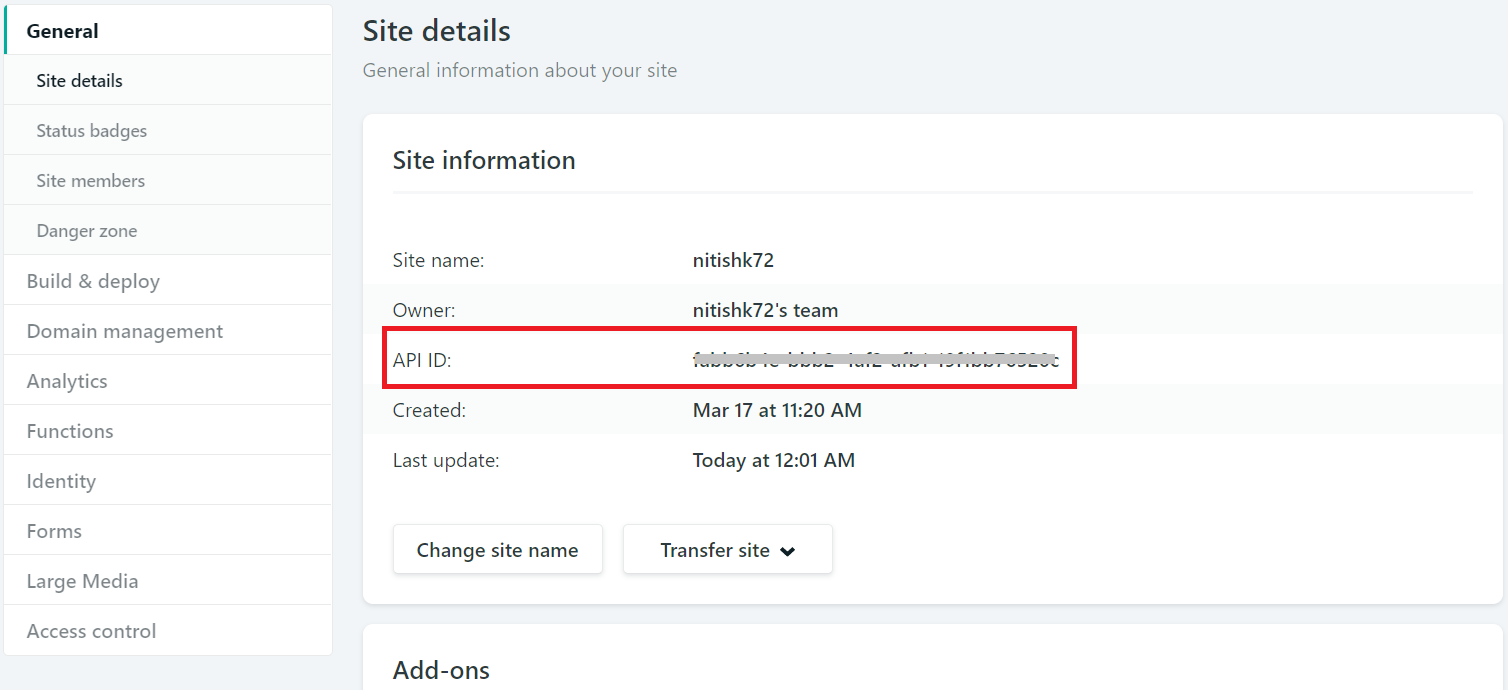 General
Site details
Status badges
Site members
Danger zone
Build & deploy
Domain management
Analytics
Functions
Identity
Forms
Large Media
Access control
Site details
General information about your site
Site information
Site name: nitishk72
Owner: nitishk72's team
API ID:
Created: Mar 17 at 11:20 AM
Last update: Today at 12:01 AM
Change site name Transfer site
Add-ons